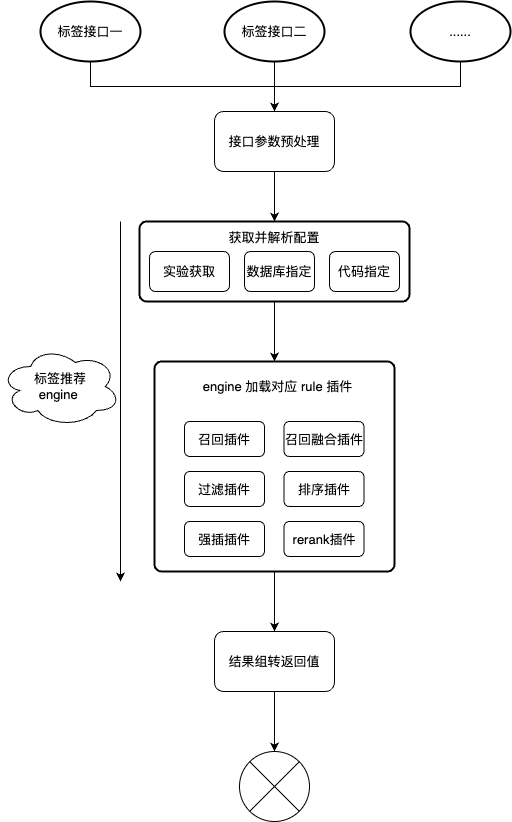 标签接口一
标签接口二
......
接口参数预处理
获取并解析配置
实验获取
数据库指定
代码指定
标签推荐
engine
engine 加载对应 rule 插件
召回插件
召回融合插件
过滤插件
排序插件
强插插件
rerank插件
结果组转返回值